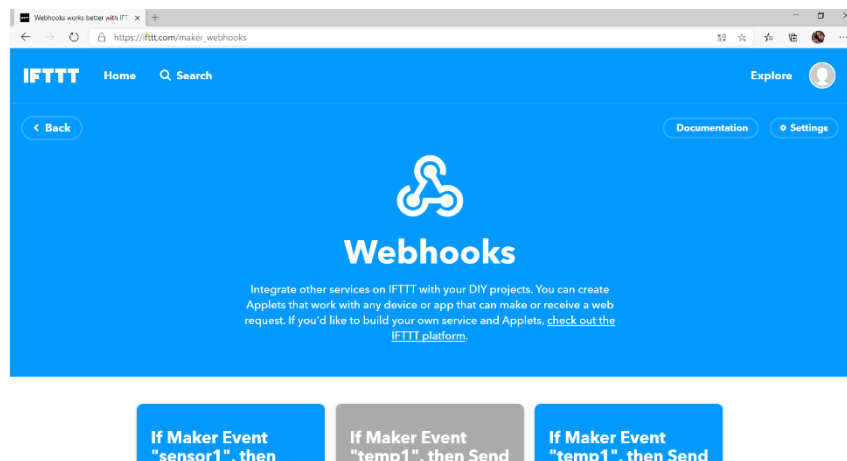 Webhooks works better with IFT
https://ifttt.com/maker_webhooks
IFTTT Home Search Explore
Back Documentation Settings
Webhooks
Integrate other services on IFTTT with your DIY projects. You can create
Applets that work with any device or app that can make or receive a web
request. If you'd like to build your own service and Applets, check out the
IFTTT platform.
If Maker Event
"sensor1", then
If Maker Event
"temp1", then Send
If Maker Event
"temp1", then Send